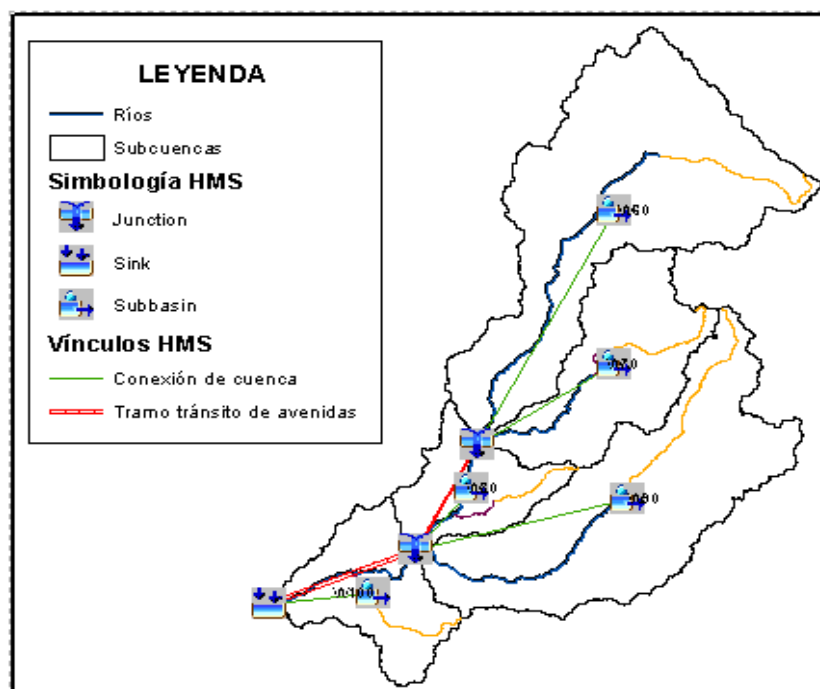 LEYENDA
Ríos
Subcuencas
Simbología HMS
Junction
Sink
Subbasin
Vínculos HMS
Conexión de cuenca
Tramo tránsito de avenidas